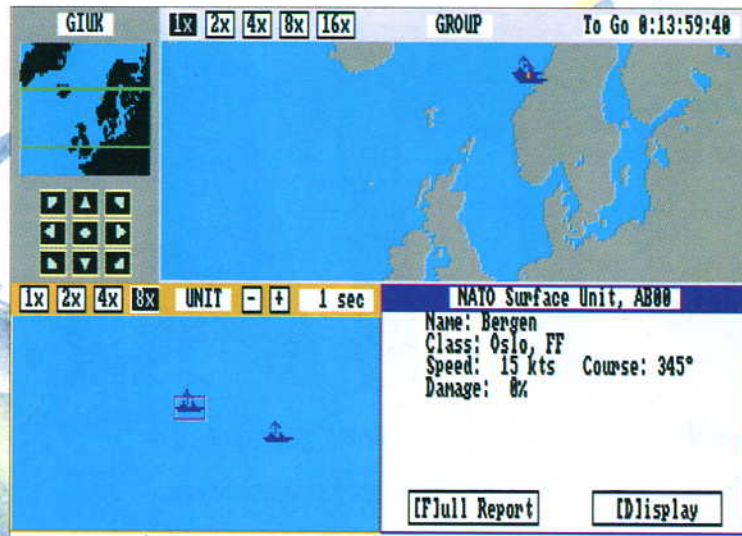 GIUK
1x 2x 4x 8x 16x GROUP To Go 0:13:59:40
1x 2x 4x 8x UNIT - + 1 sec
NATO Surface Unit, AB00
Name: Bergen
Class: Oslo, FF
Speed: 15 kts Course: 345°
Damage: 0%
[F]ull Report [D]isplay